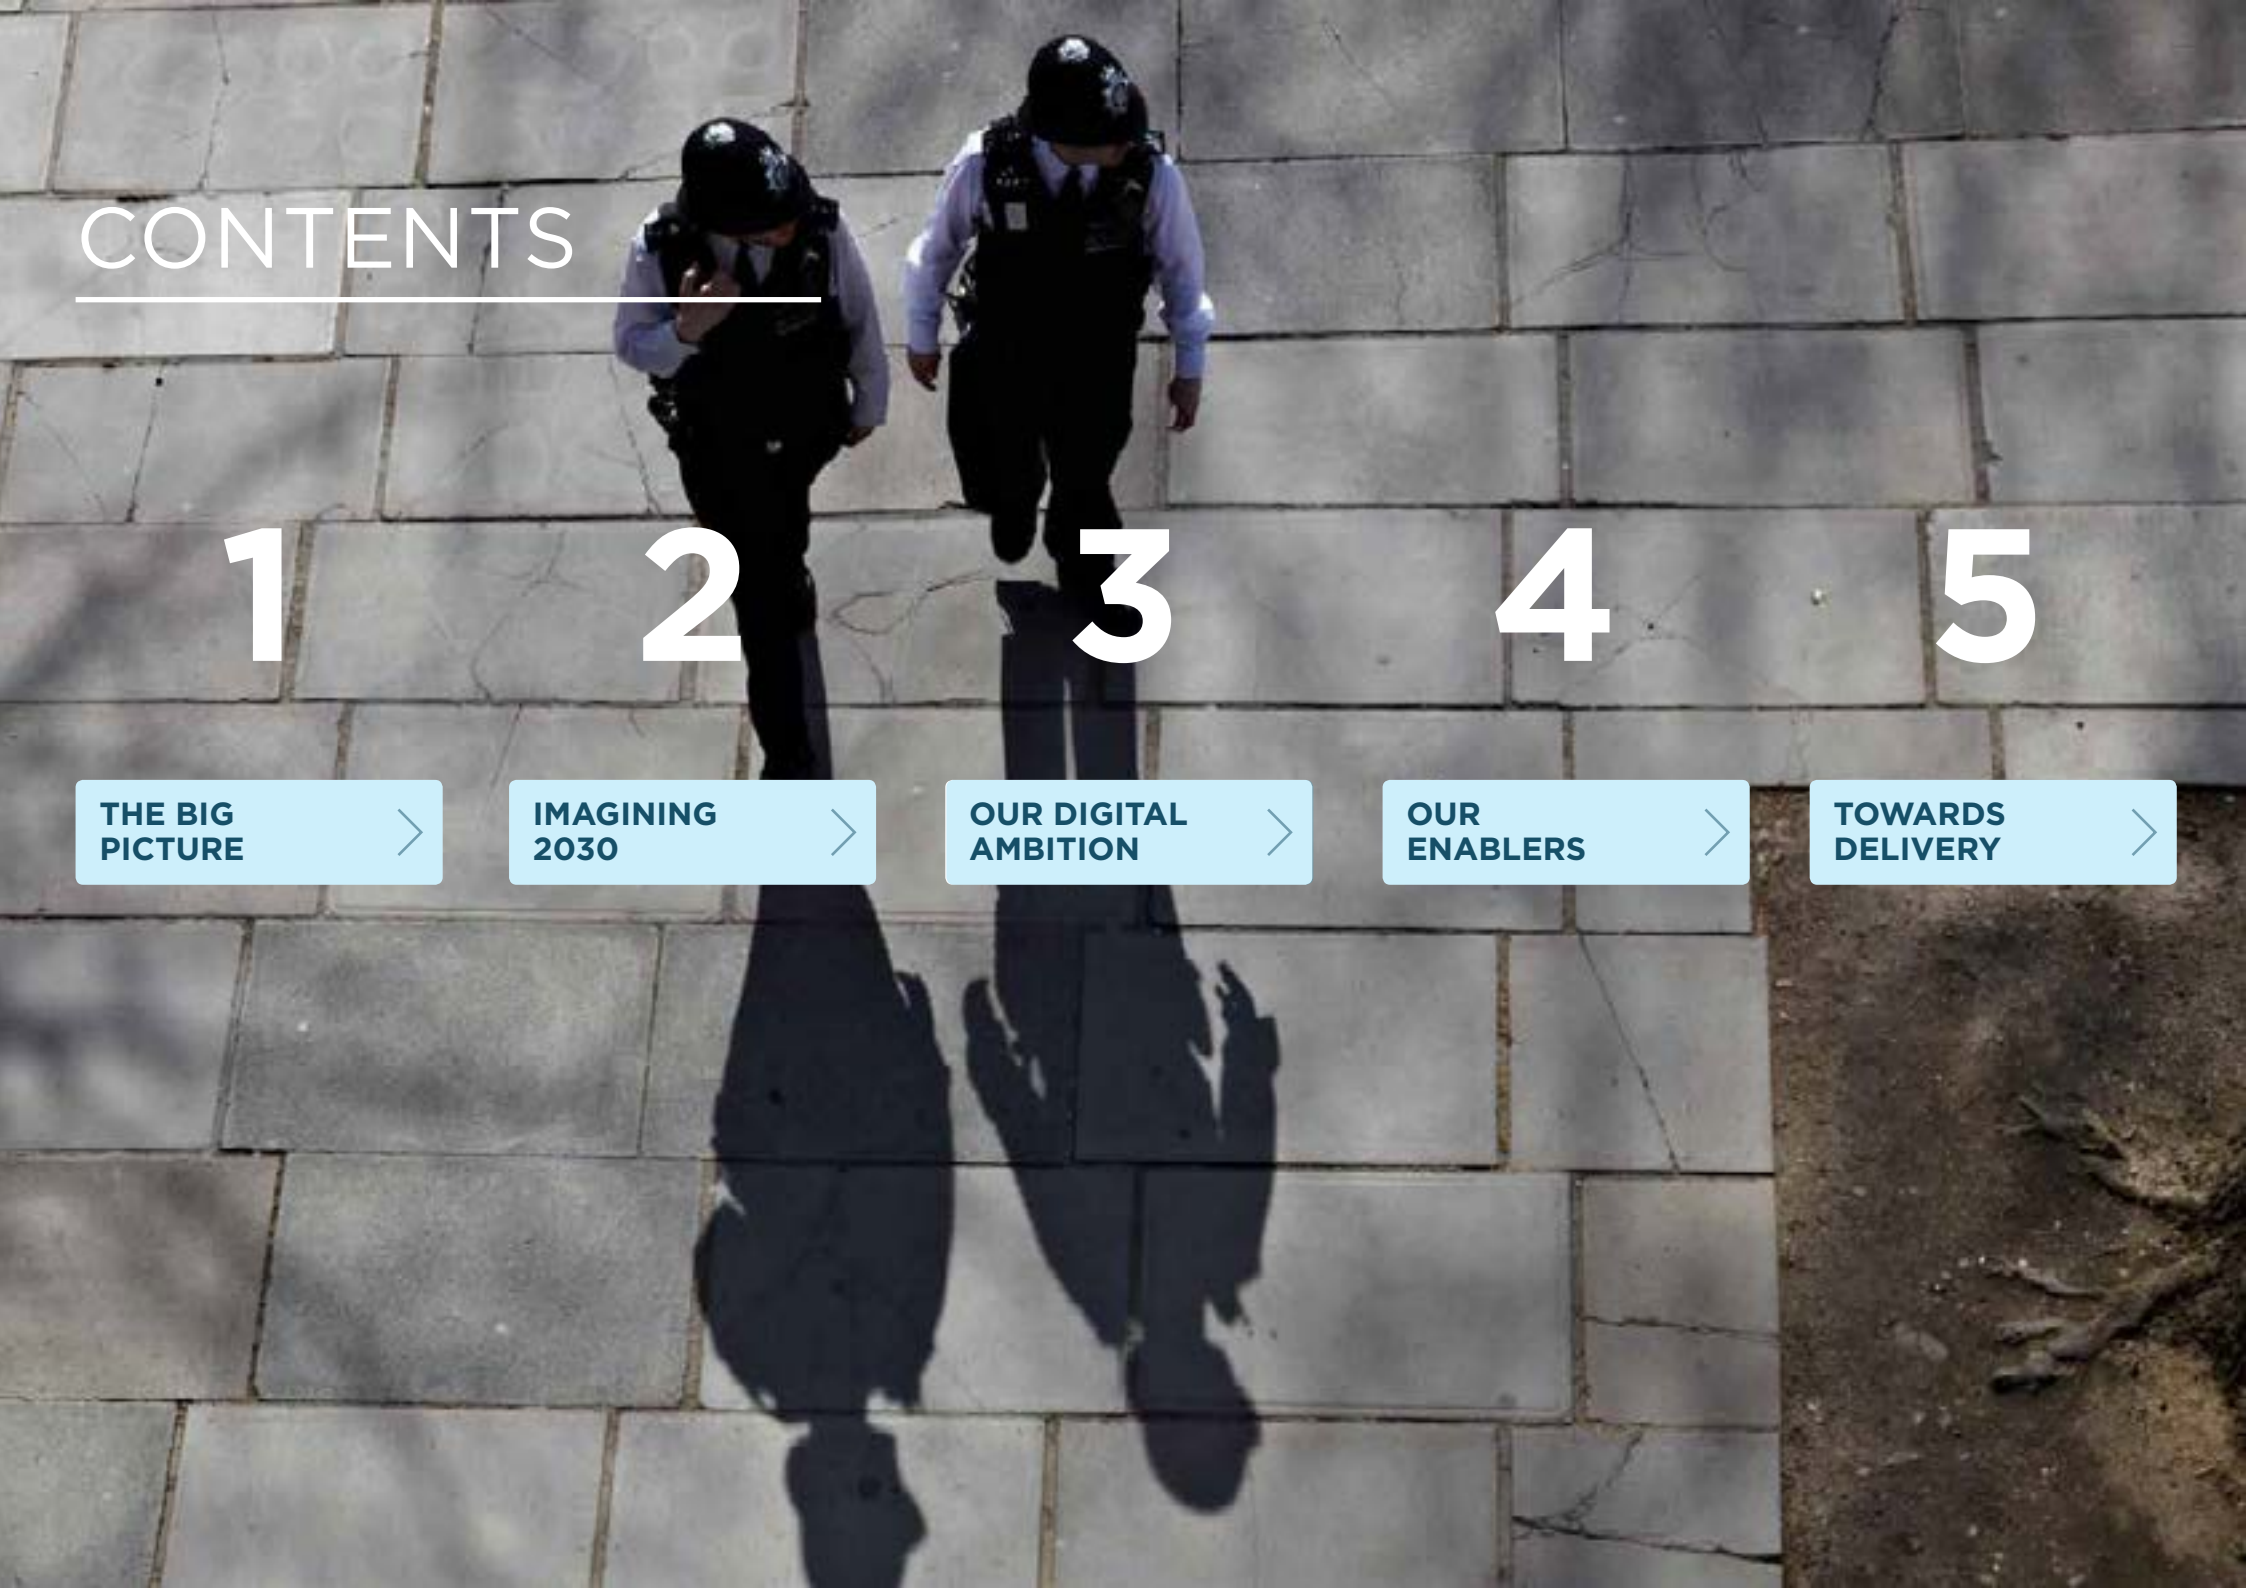 CONTENTS
1
2
3
4
5
THE BIG
PICTURE
IMAGINING
2030
OUR DIGITAL
AMBITION
OUR
ENABLERS
TOWARDS
DELIVERY